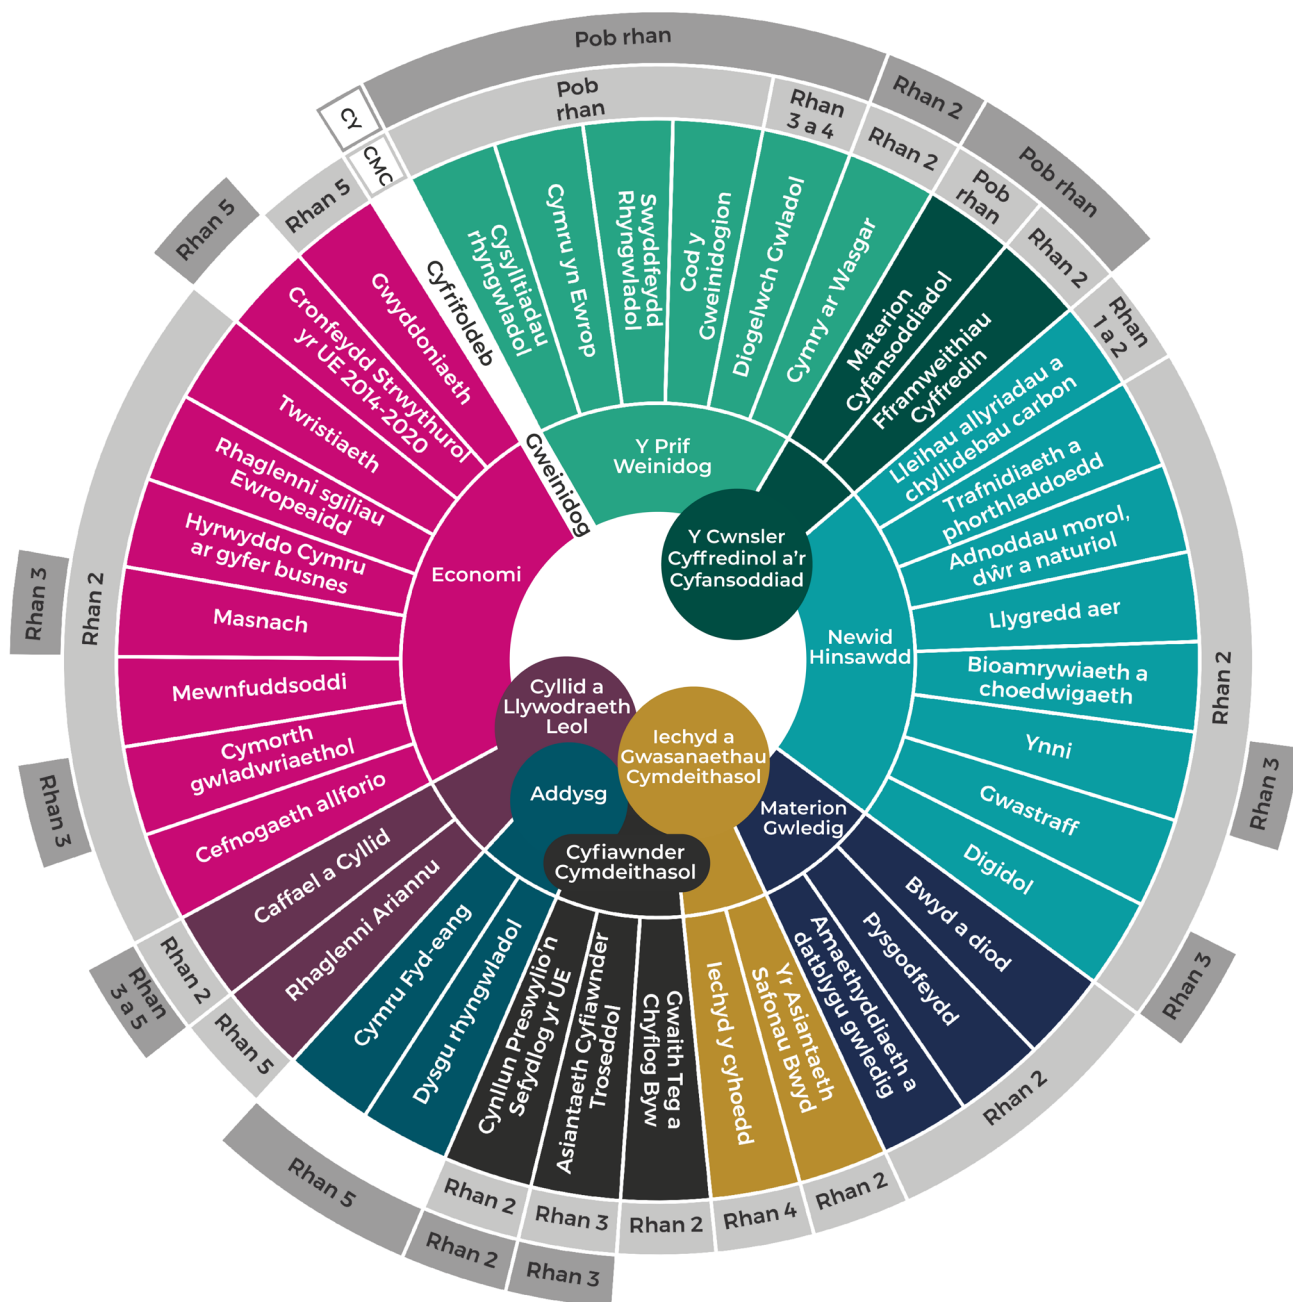 Pob rhan
Rhan 2
Pob rhan
CY
Pob
rhan
Rhan
3 a 4
Rhan 2
Pob
rhan
Rhan 2
Rhan
1 a 2
CMC
Rhan 5
Rhan 5
Cyfrifoldeb
Gweinidog
Cysylltiadau
rhyngwladol
Cymru yn Ewrop
Swyddfeydd
Rhyngwladol
Cod y
Gweinidogion
Diogelwch Gwladol
Cymry ar Wasgar
Y Prif
Weinidog
Materion
Cyfansoddiadol
Fframweithiau
Cyffredin
Y Cwnsler
Cyffredinol a’r
Cyfansoddiad
Lleihau allyriadau a
chyllidebau carbon
Trafnidiaeth a
phorthladdoedd
Adnoddau morol,
dŵr a naturiol
Llygredd aer
Bioamrywiaeth a
choedwigaeth
Ynni
Gwastraff
Digidol
Newid
Hinsawdd
Rhan 2
Rhan 3
Rhan 3
Bwyd a diod
Pysgodfeydd
Amaethyddiaeth a
datblygu gwledig
Materion
Gwledig
Rhan 2
Yr Asiantaeth
Safonau Bwyd
Iechyd y cyhoedd
Iechyd a
Gwasanaethau
Cymdeithasol
Rhan 2
Rhan 4
Gwaith Teg a
Chyflog Byw
Asiantaeth Cyfiawnder
Troseddol
Cynllun Preswylio’n
Sefydlog yr UE
Cyfiawnder
Cymdeithasol
Rhan 2
Rhan 3
Rhan 2
Rhan 3
Rhan 2
Dysgu rhyngwladol
Cymru Fyd-eang
Addysg
Rhan 5
Rhaglenni Ariannu
Caffael a Cyllid
Cyllid a
Llywodraeth
Leol
Rhan 5
Rhan 2
Rhan
3 a 5
Cefnogaeth allforio
Cymorth
gwladwriaethol
Mewnfuddsoddi
Masnach
Hyrwyddo Cymru
ar gyfer busnes
Rhaglenni sgiliau
Ewropeaidd
Twristiaeth
Cronfeydd Strwythurol
yr UE 2014-2020
Gwyddoniaeth
Economi
Rhan 2
Rhan 3
Rhan 3